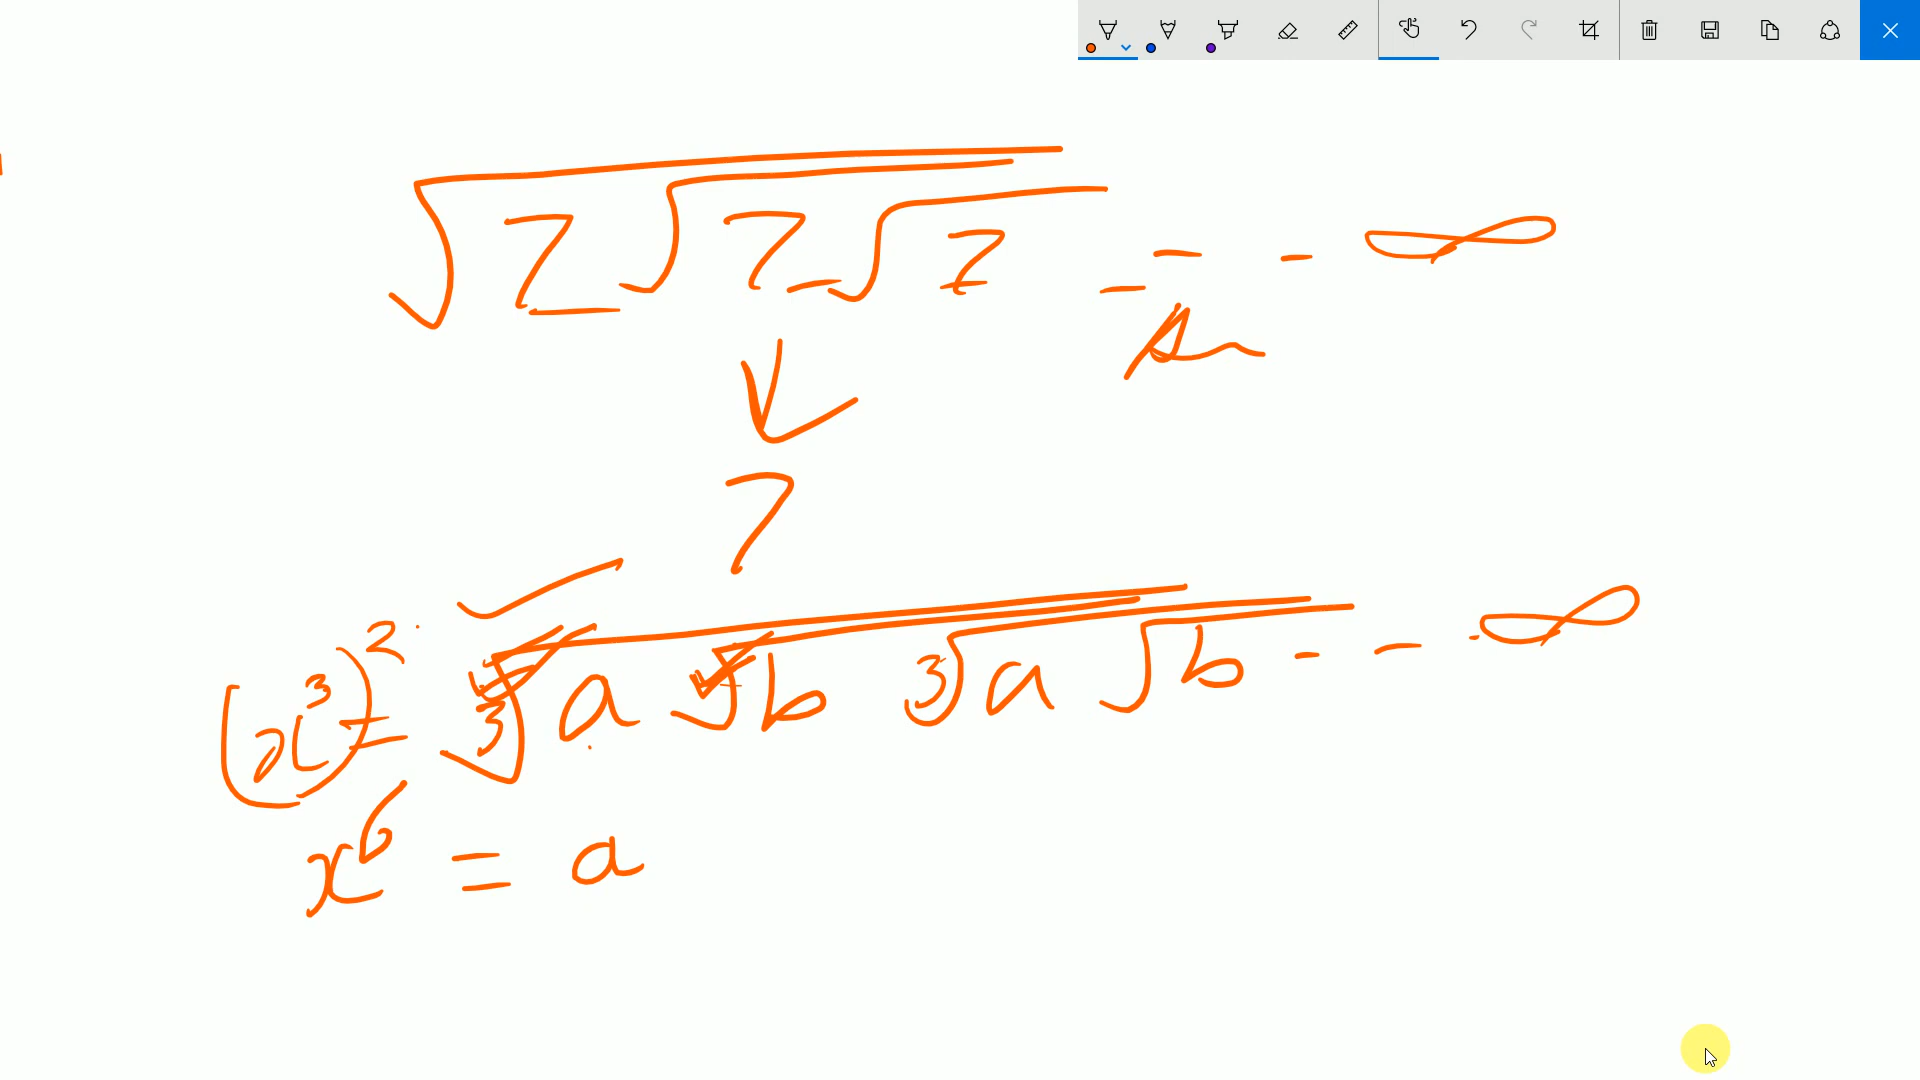 √7√7√7 - - - ∞
7
(x³)² = ∛a√b ∛a√b - - - ∞
x⁶ = a